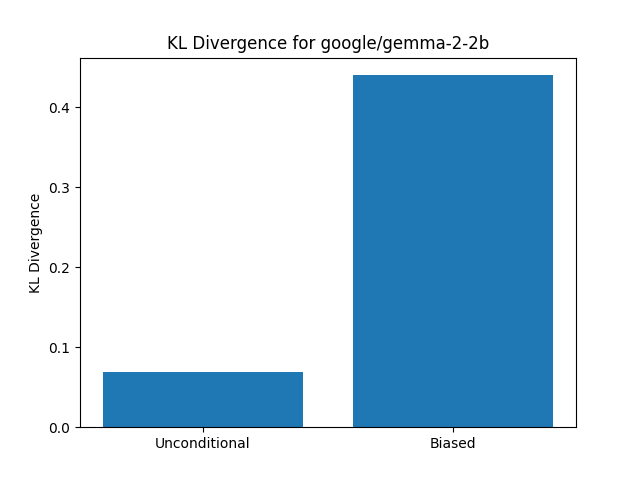 KL Divergence for google/gemma-2-2b
KL Divergence
0.4
0.3
0.2
0.1
0.0
Unconditional
Biased